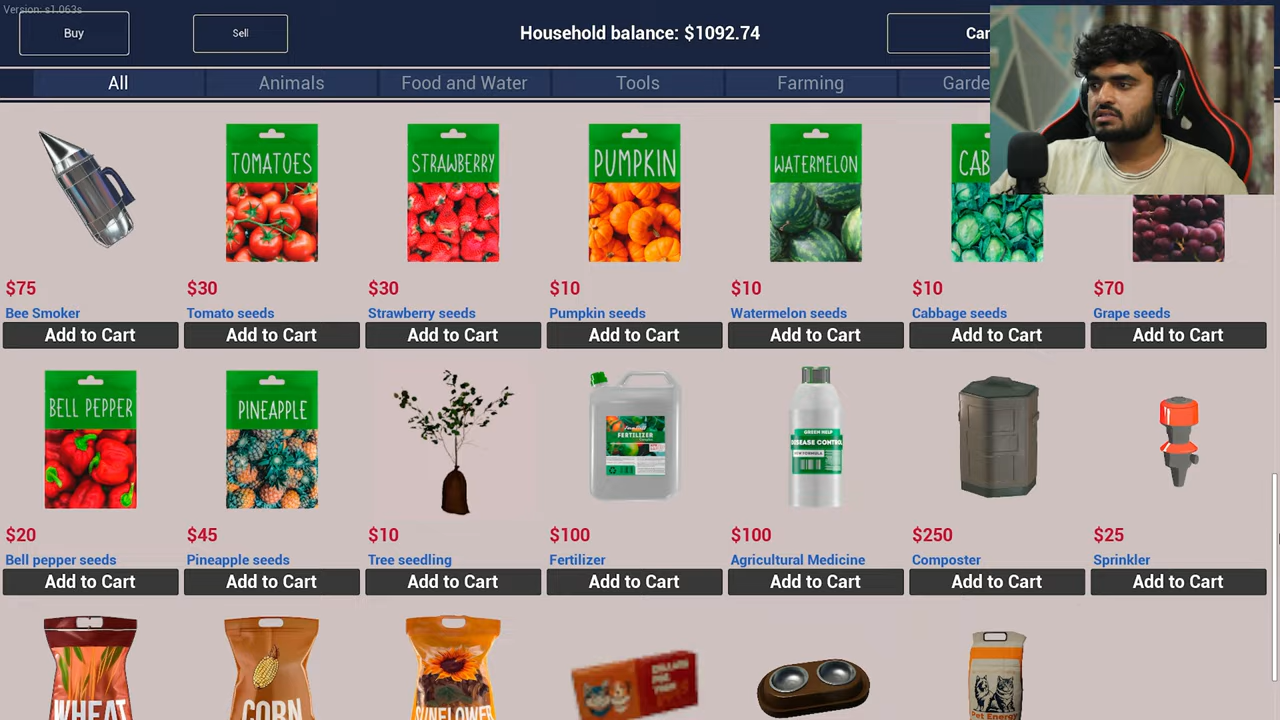 Version: s1.063s
Buy
Sell
Household balance: $1092.74
Car
All
Animals
Food and Water
Tools
Farming
Garde
TOMATOES
STRAWBERRY
PUMPKIN
WATERMELON
CAB
$75
$30
$30
$10
$10
$10
$70
Bee Smoker
Tomato seeds
Strawberry seeds
Pumpkin seeds
Watermelon seeds
Cabbage seeds
Grape seeds
Add to Cart
Add to Cart
Add to Cart
Add to Cart
Add to Cart
Add to Cart
Add to Cart
BELL PEPPER
PINEAPPLE
FERTILIZER
GREEN HELP
DISEASE CONTROL
$20
$45
$10
$100
$100
$250
$25
Bell pepper seeds
Pineapple seeds
Tree seedling
Fertilizer
Agricultural Medicine
Composter
Sprinkler
Add to Cart
Add to Cart
Add to Cart
Add to Cart
Add to Cart
Add to Cart
Add to Cart
WHEAT
CORN
SUNFLOWER
Pet Energy